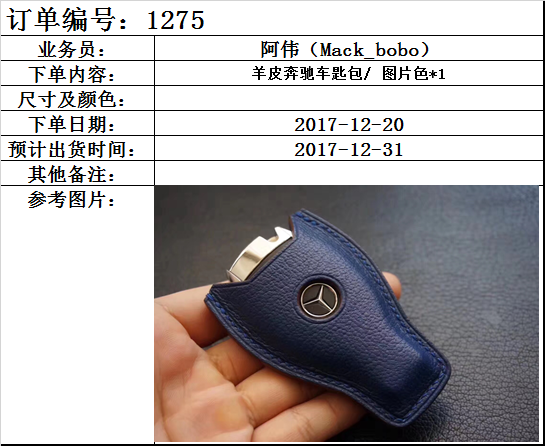 订单编号：1275
业务员： 阿伟（Mack_bobo）
下单内容： 羊皮奔驰车匙包/ 图片色*1
尺寸及颜色：
下单日期： 2017-12-20
预计出货时间： 2017-12-31
其他备注：
参考图片：